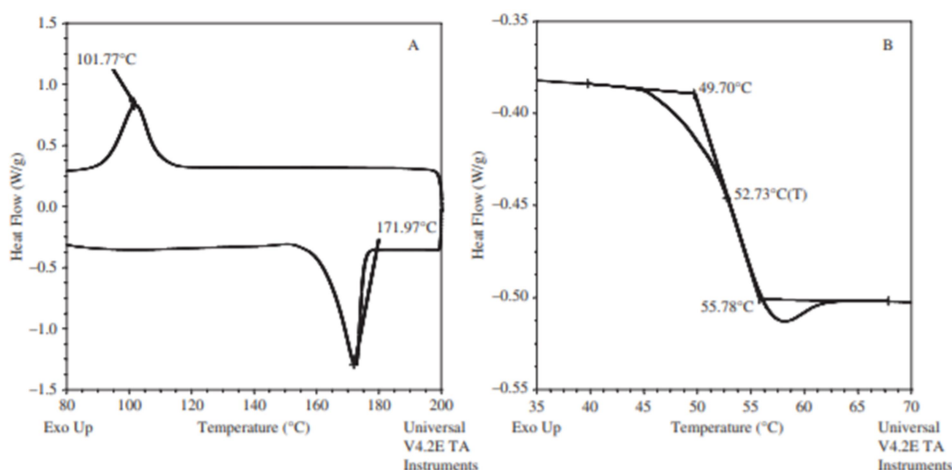 A
1.5
1.0
0.5
0.0
−0.5
−1.0
−1.5
Heat Flow (W/g)
101.77°C
171.97°C
80 100 120 140 160 180 200
Exo Up Temperature (°C) Universal
V4.2E TA
Instruments
B
−0.35
−0.40
−0.45
−0.50
−0.55
Heat Flow (W/g)
49.70°C
52.73°C(T)
55.78°C
35 40 45 50 55 60 65 70
Exo Up Temperature (°C) Universal
V4.2E TA
Instruments